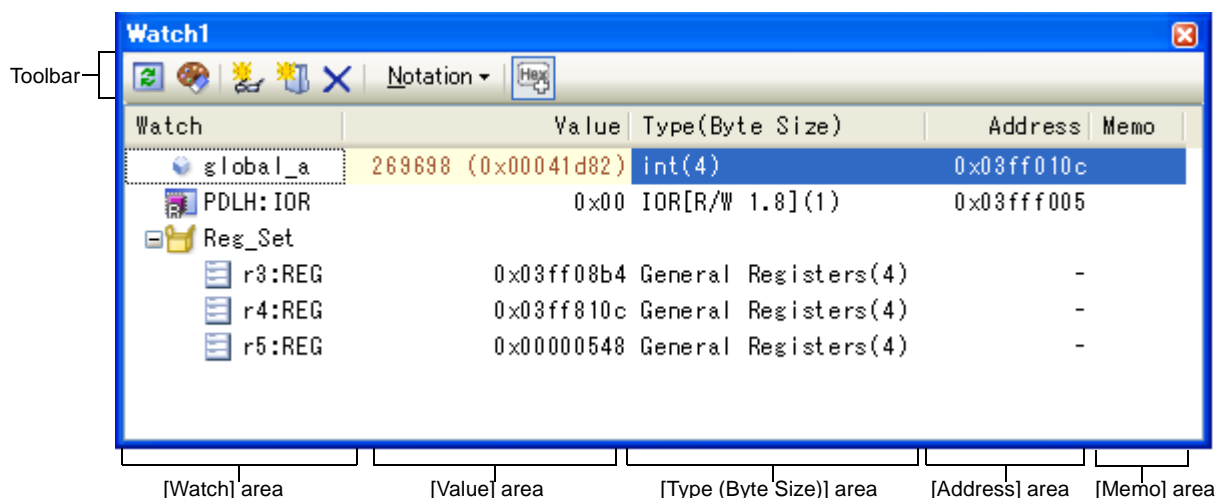 Watch1
Toolbar
Notation
Hex
Watch Value Type(Byte Size) Address Memo
global_a 269698 (0x00041d82) int(4) 0x03ff010c
PDLH:IOR 0x00 IOR[R/W 1.8](1) 0x03fff005
Reg_Set
r3:REG 0x03ff08b4 General Registers(4) -
r4:REG 0x03ff810c General Registers(4) -
r5:REG 0x00000548 General Registers(4) -
[Watch] area [Value] area [Type (Byte Size)] area [Address] area [Memo] area